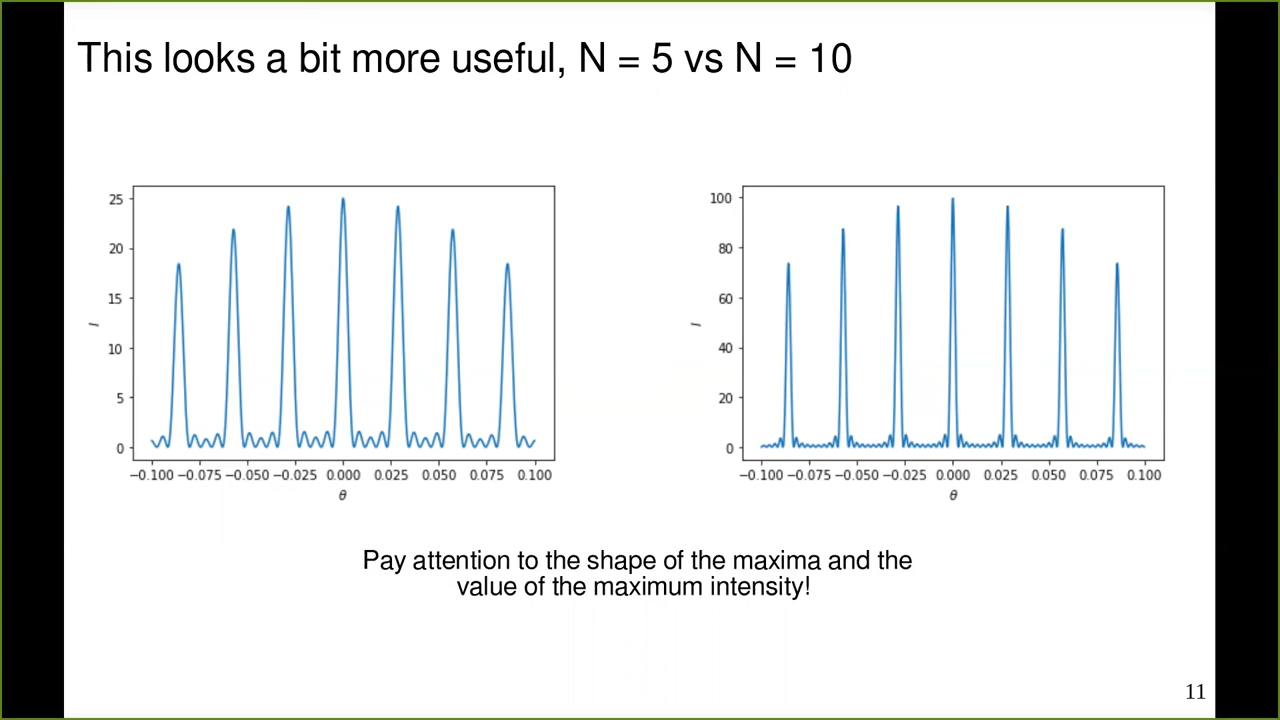 This looks a bit more useful, N = 5 vs N = 10
25
20
15
10
5
0
I
−0.100 −0.075 −0.050 −0.025 0.000 0.025 0.050 0.075 0.100
θ
100
80
60
40
20
0
I
−0.100 −0.075 −0.050 −0.025 0.000 0.025 0.050 0.075 0.100
θ
Pay attention to the shape of the maxima and the
value of the maximum intensity!
11